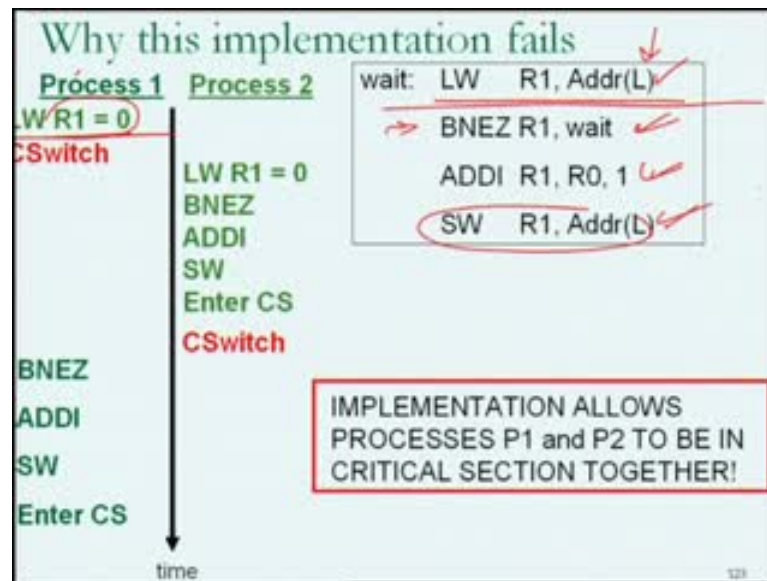 Why this implementation fails
Process 1 Process 2
LW R1 = 0
CSwitch
LW R1 = 0
BNEZ
ADDI
SW
Enter CS
CSwitch
BNEZ
ADDI
SW
Enter CS
time
wait: LW R1, Addr(L)
BNEZ R1, wait
ADDI R1, R0, 1
SW R1, Addr(L)
IMPLEMENTATION ALLOWS
PROCESSES P1 and P2 TO BE IN
CRITICAL SECTION TOGETHER!